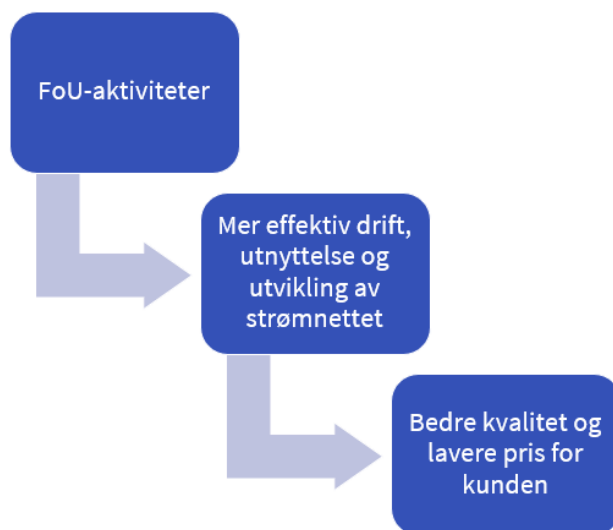 FoU-aktiviteter
Mer effektiv drift,
utnyttelse og
utvikling av
strømnettet
Bedre kvalitet og
lavere pris for
kunden